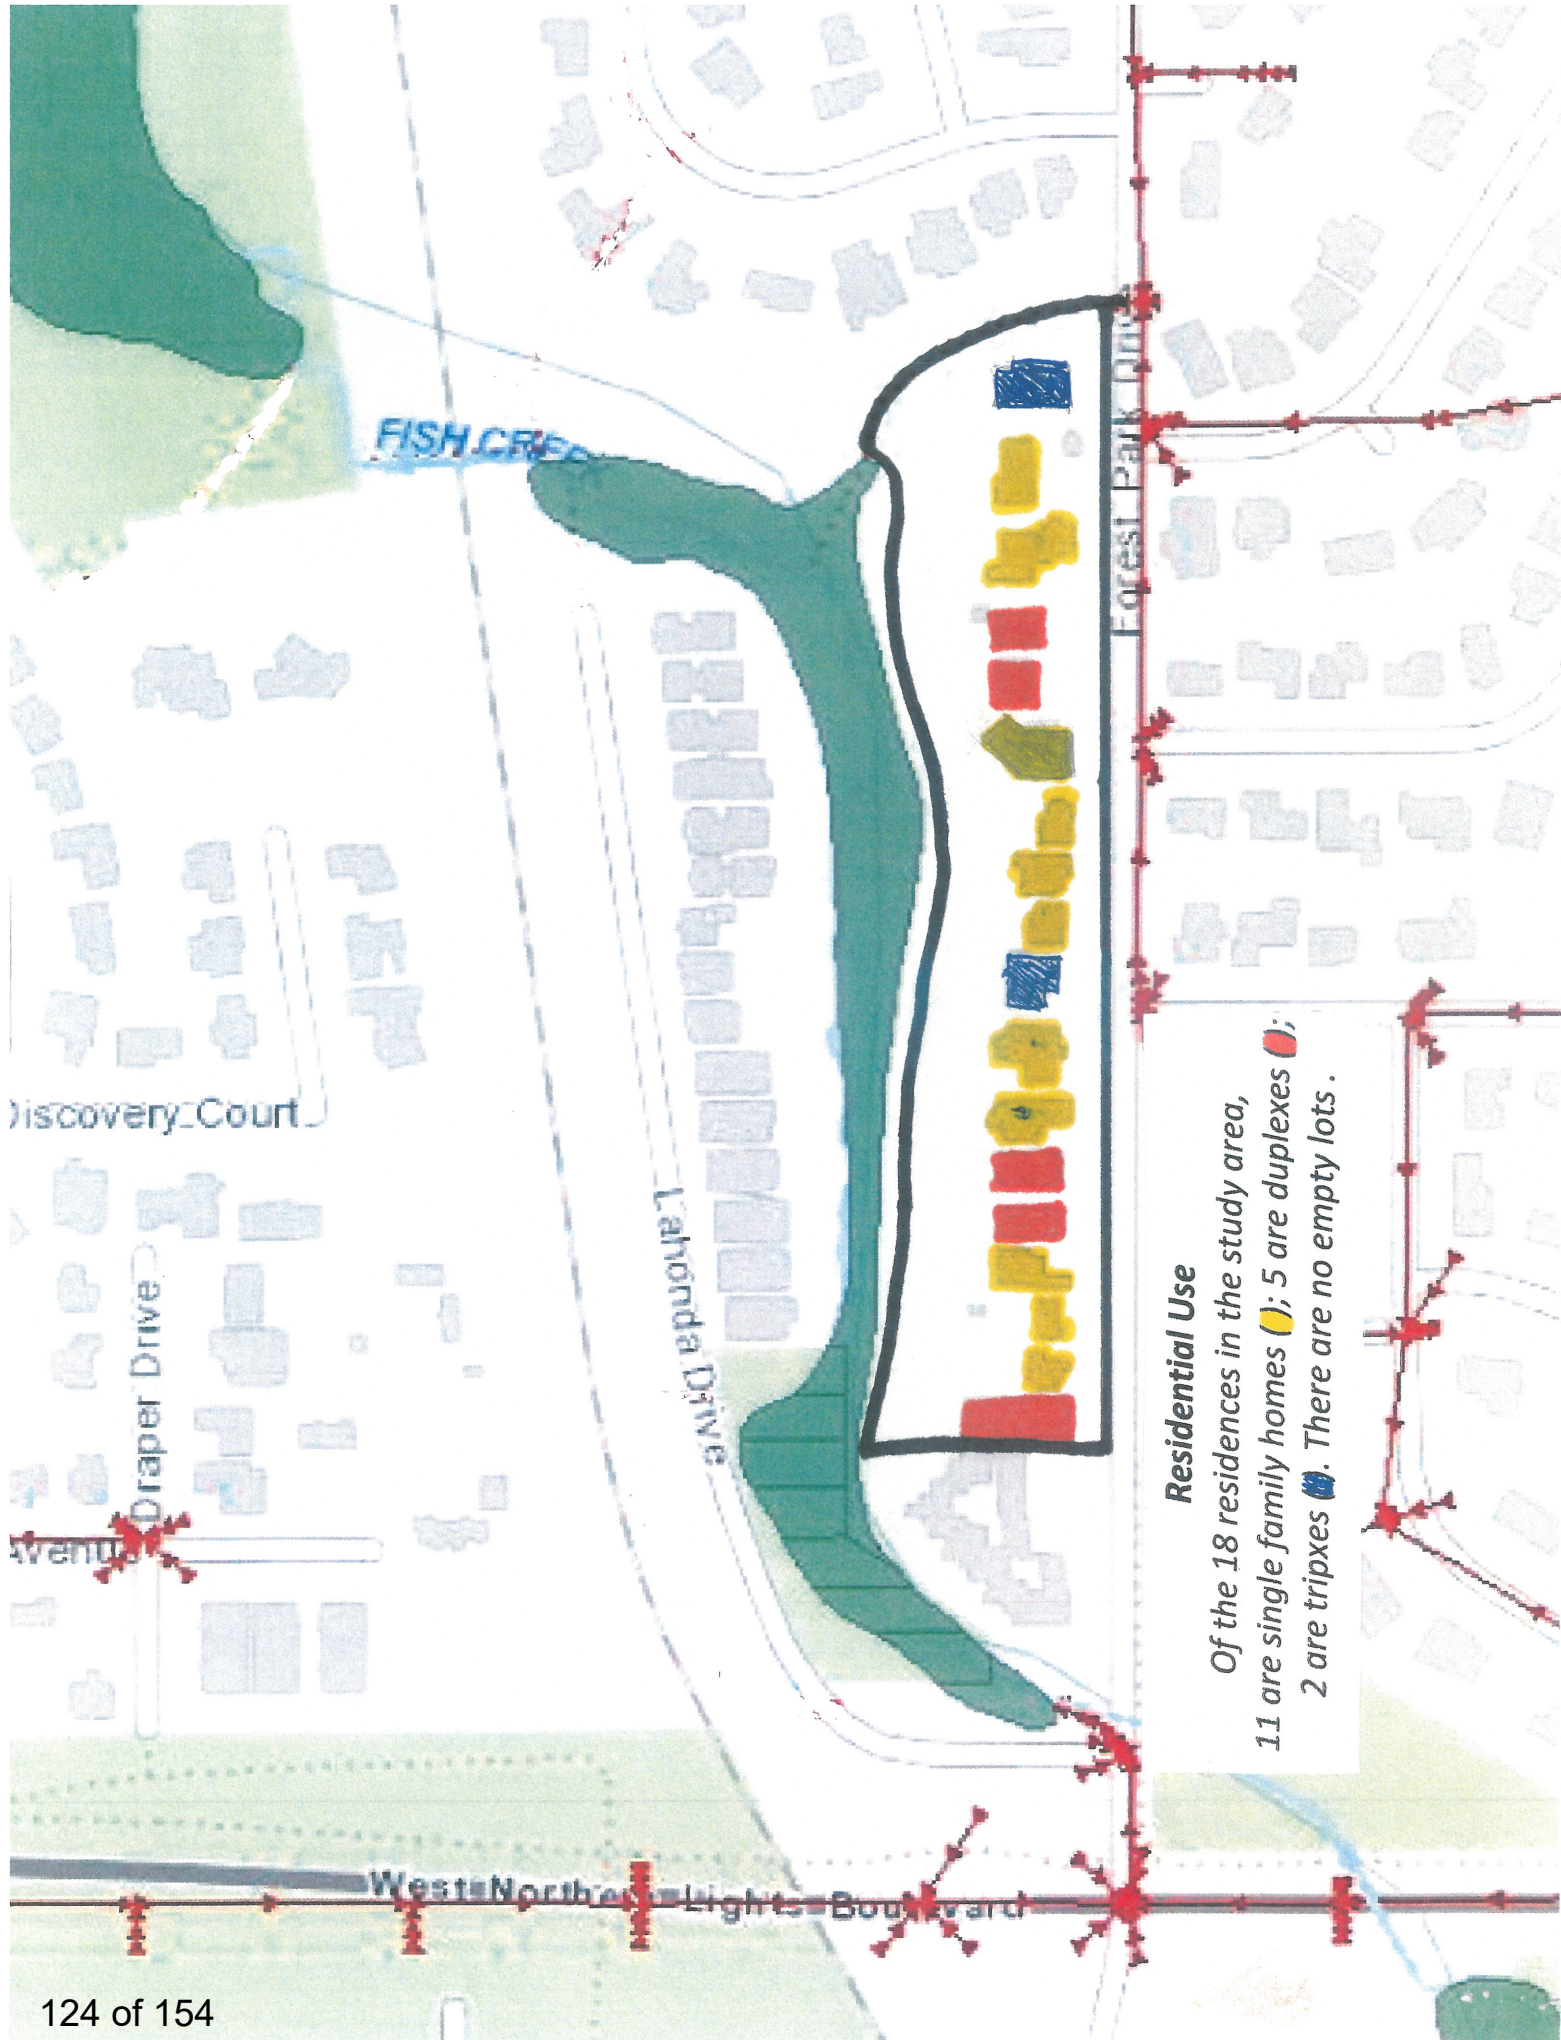 FISH CREE
Forest Park Drive
Discovery Court
Draper Drive
Avenue
Lahonda Drive
West Northern Lights Boulevard
Residential Use
Of the 18 residences in the study area,
11 are single family homes (); 5 are duplexes ();
2 are tripxes (). There are no empty lots.
124 of 154